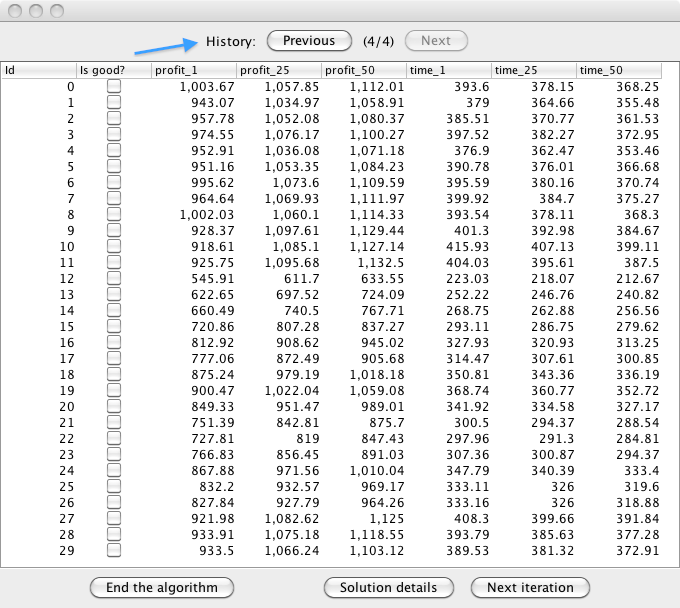 History: Previous (4/4) Next
Id Is good? profit_1 profit_25 profit_50 time_1 time_25 time_50
0 1,003.67 1,057.85 1,112.01 393.6 378.15 368.25
1 943.07 1,034.97 1,058.91 379 364.66 355.48
2 957.78 1,052.08 1,080.37 385.51 370.77 361.53
3 974.55 1,076.17 1,100.27 397.52 382.27 372.95
4 952.91 1,036.08 1,071.18 376.9 362.47 353.46
5 951.16 1,053.35 1,084.23 390.78 376.01 366.68
6 995.62 1,073.6 1,109.59 395.59 380.16 370.74
7 964.64 1,069.93 1,111.97 399.92 384.7 375.27
8 1,002.03 1,060.1 1,114.33 393.54 378.11 368.3
9 928.37 1,097.61 1,129.44 401.3 392.98 384.67
10 918.61 1,085.1 1,127.14 415.93 407.13 399.11
11 925.75 1,095.68 1,132.5 404.03 395.61 387.5
12 545.91 611.7 633.55 223.03 218.07 212.67
13 622.65 697.52 724.09 252.22 246.76 240.82
14 660.49 740.5 767.71 268.75 262.88 256.56
15 720.86 807.28 837.27 293.11 286.75 279.62
16 812.92 908.62 945.02 327.93 320.93 313.25
17 777.06 872.49 905.68 314.47 307.61 300.85
18 875.24 979.19 1,018.18 350.81 343.36 336.19
19 900.47 1,022.04 1,059.08 368.74 360.77 352.72
20 849.33 951.47 989.01 341.92 334.58 327.17
21 751.39 842.81 875.7 300.5 294.37 288.54
22 727.81 819 847.43 297.96 291.3 284.81
23 766.83 856.45 891.03 307.36 300.87 294.37
24 867.88 971.56 1,010.04 347.79 340.39 333.4
25 832.2 932.57 969.17 333.11 326 319.6
26 827.84 927.79 964.26 333.16 326 318.88
27 921.98 1,082.62 1,125 408.3 399.66 391.84
28 933.91 1,075.18 1,118.55 393.79 385.63 377.28
29 933.5 1,066.24 1,103.12 389.53 381.32 372.91
End the algorithm Solution details Next iteration